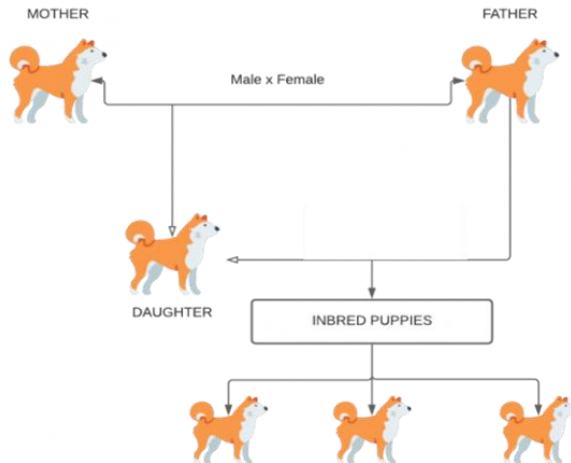 MOTHER
FATHER
Male x Female
DAUGHTER
INBRED PUPPIES